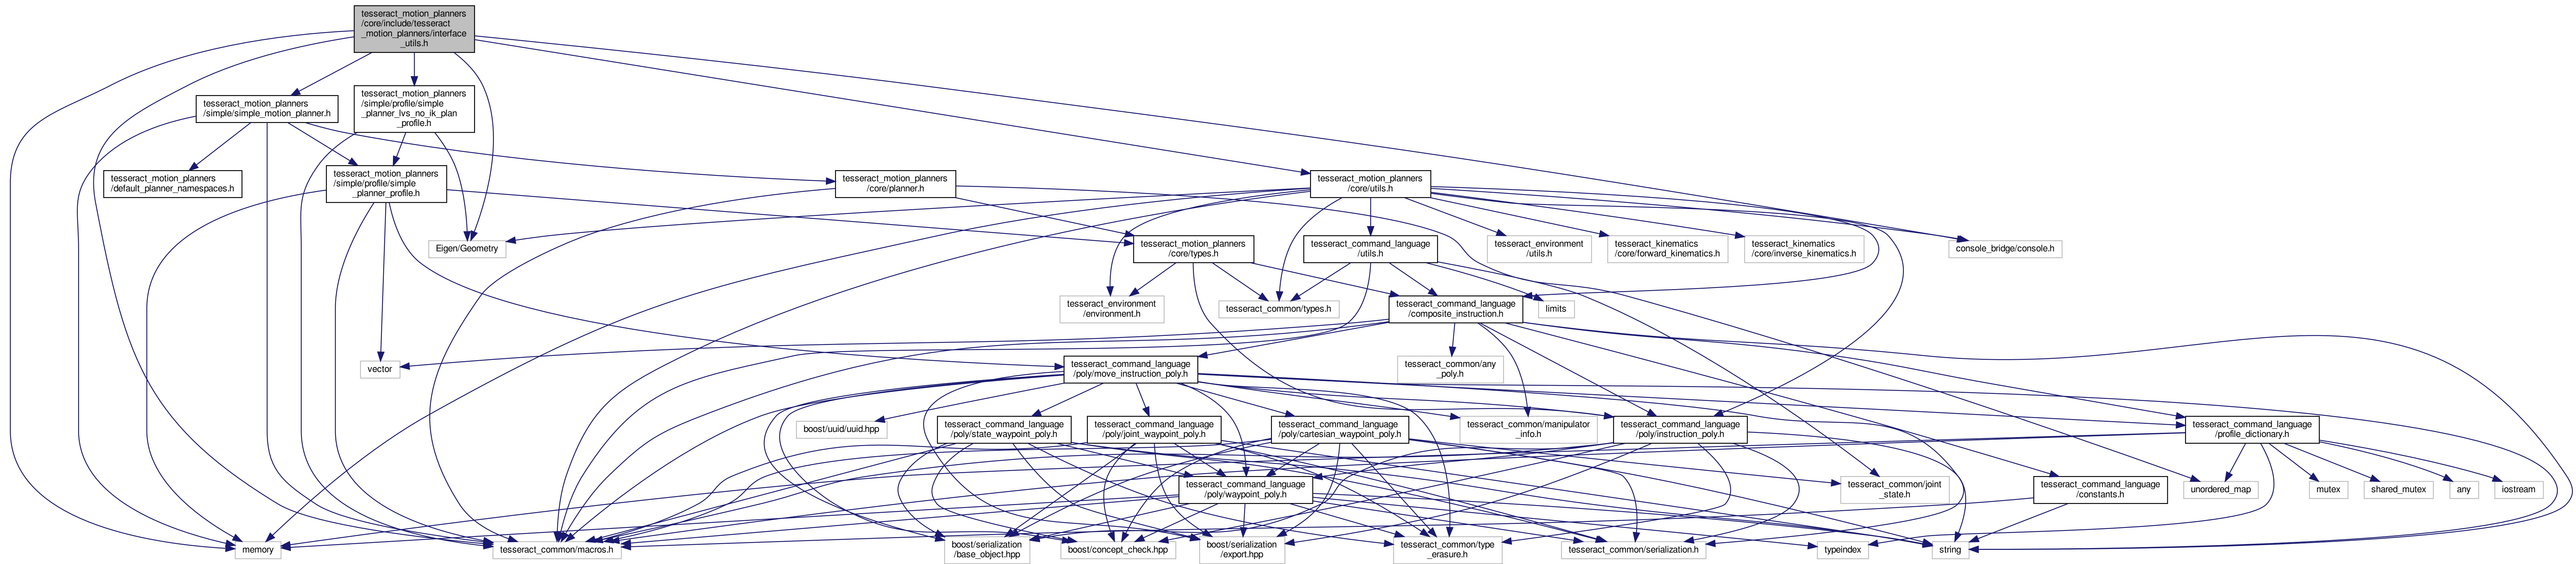 tesseract_motion_planners
/core/include/tesseract
_motion_planners/interface
_utils.h
tesseract_motion_planners
/simple/simple_motion_planner.h
tesseract_motion_planners
/simple/profile/simple
_planner_lvs_no_ik_plan
_profile.h
tesseract_motion_planners
/default_planner_namespaces.h
tesseract_motion_planners
/simple/profile/simple
_planner_profile.h
tesseract_motion_planners
/core/planner.h
tesseract_motion_planners
/core/utils.h
Eigen/Geometry
tesseract_motion_planners
/core/types.h
tesseract_command_language
/utils.h
tesseract_environment
/utils.h
tesseract_kinematics
/core/forward_kinematics.h
tesseract_kinematics
/core/inverse_kinematics.h
console_bridge/console.h
tesseract_environment
/environment.h
tesseract_common/types.h
tesseract_command_language
/composite_instruction.h
limits
vector
tesseract_command_language
/poly/move_instruction_poly.h
tesseract_common/any
_poly.h
boost/uuid/uuid.hpp
tesseract_command_language
/poly/state_waypoint_poly.h
tesseract_command_language
/poly/joint_waypoint_poly.h
tesseract_command_language
/poly/cartesian_waypoint_poly.h
tesseract_common/manipulator
_info.h
tesseract_command_language
/poly/instruction_poly.h
tesseract_command_language
/profile_dictionary.h
tesseract_command_language
/poly/waypoint_poly.h
tesseract_common/joint
_state.h
tesseract_command_language
/constants.h
unordered_map
mutex
shared_mutex
any
iostream
memory
tesseract_common/macros.h
boost/serialization
/base_object.hpp
boost/concept_check.hpp
boost/serialization
/export.hpp
tesseract_common/type
_erasure.h
tesseract_common/serialization.h
typeindex
string